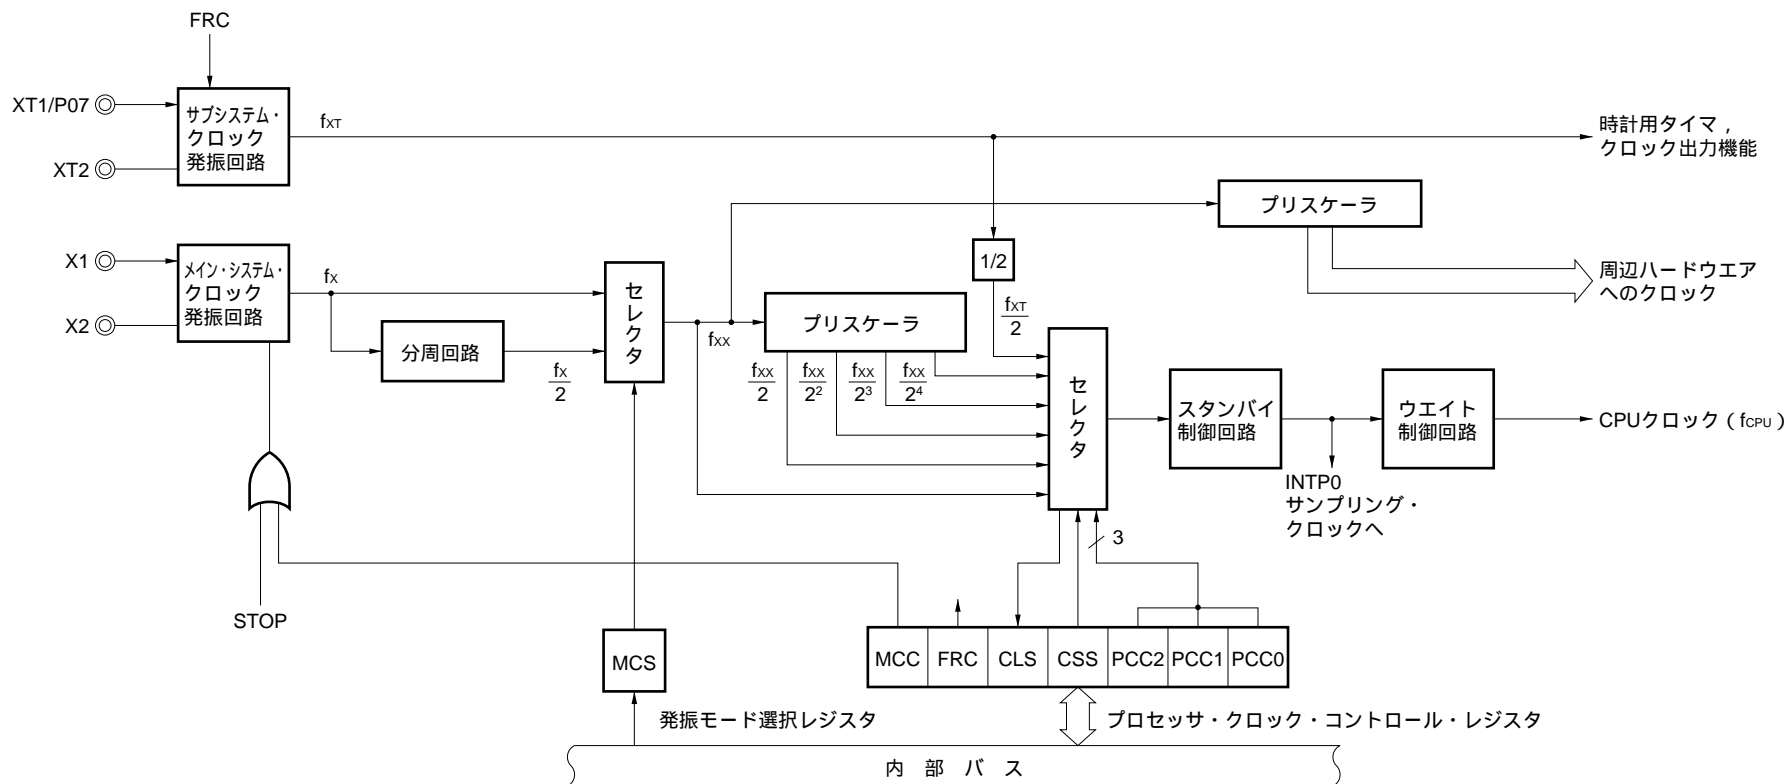 FRC
XT1/P07
XT2
サブシステム・
クロック
発振回路
fXT
時計用タイマ，
クロック出力機能
プリスケーラ
X1
X2
メイン・システム・
クロック
発振回路
fX
分周回路
fX
2
セレクタ
fXX
プリスケーラ
1/2
fXT
2
周辺ハードウエア
へのクロック
fXX
2
fXX
2²
fXX
2³
fXX
2⁴
セレクタ
スタンバイ
制御回路
ウエイト
制御回路
CPUクロック（fCPU）
INTP0
サンプリング・
クロックへ
3
STOP
MCS
MCC FRC CLS CSS PCC2 PCC1 PCC0
発振モード選択レジスタ
プロセッサ・クロック・コントロール・レジスタ
内 部 バ ス